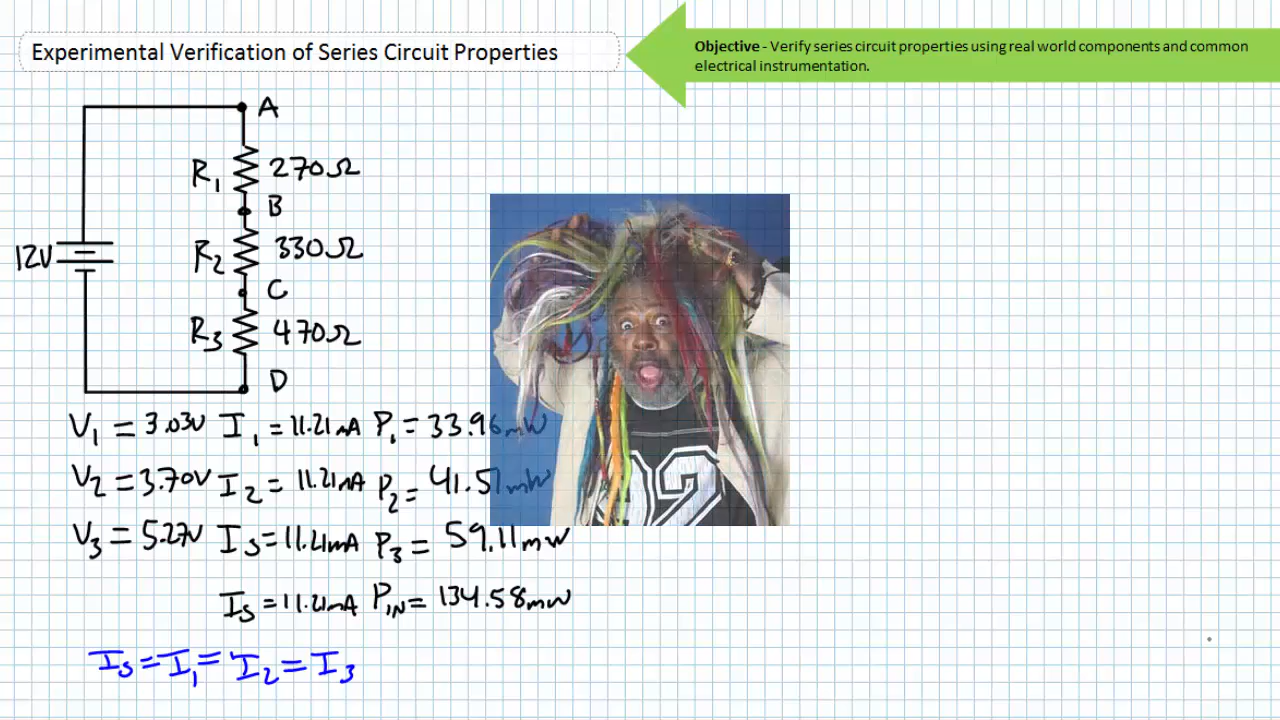 Experimental Verification of Series Circuit Properties
Objective - Verify series circuit properties using real world components and common
electrical instrumentation.
A
R1 270Ω
B
12V
R2 330Ω
C
R3 470Ω
D
V1 = 3.03V I1 = 11.21mA P1 = 33.96mW
V2 = 3.70V I2 = 11.21mA P2 = 41.51mW
V3 = 5.27V IS = 11.21mA P3 = 59.11mW
IS = 11.21mA PIN = 134.58mW
IS = I1 = I2 = I3
02